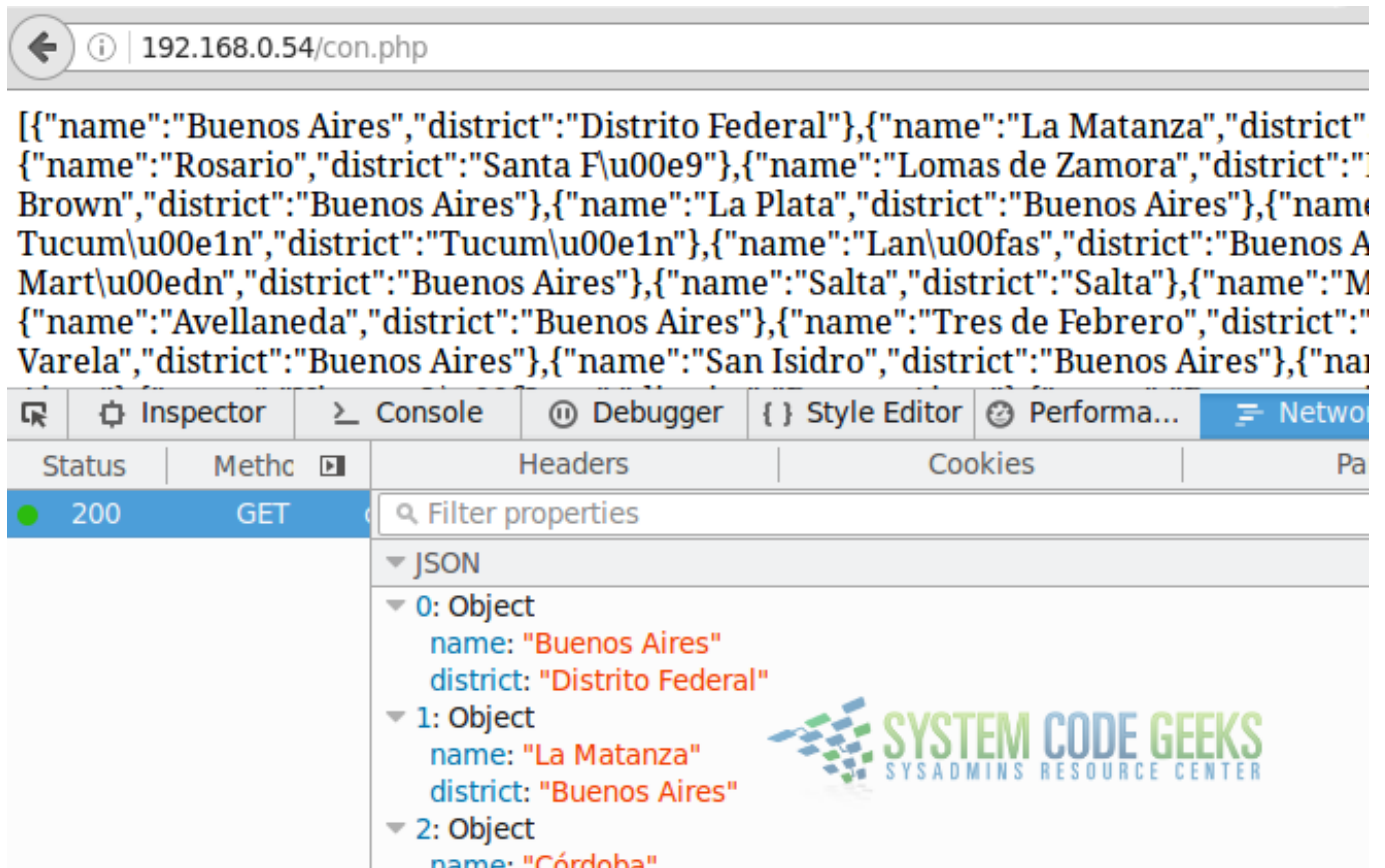 192.168.0.54/con.php
[{"name":"Buenos Aires","district":"Distrito Federal"},{"name":"La Matanza","district"
{"name":"Rosario","district":"Santa F\u00e9"},{"name":"Lomas de Zamora","district":"
Brown","district":"Buenos Aires"},{"name":"La Plata","district":"Buenos Aires"},{"name
Tucum\u00e1n","district":"Tucum\u00e1n"},{"name":"Lan\u00fas","district":"Buenos A
Mart\u00edn","district":"Buenos Aires"},{"name":"Salta","district":"Salta"},{"name":"M
{"name":"Avellaneda","district":"Buenos Aires"},{"name":"Tres de Febrero","district":"
Varela","district":"Buenos Aires"},{"name":"San Isidro","district":"Buenos Aires"},{"na
Inspector Console Debugger { } Style Editor Performa... Networ
Status Metho Headers Cookies Pa
200 GET Filter properties
JSON
0: Object
name: "Buenos Aires"
district: "Distrito Federal"
1: Object
name: "La Matanza"
district: "Buenos Aires"
2: Object
name: "Córdoba"
SYSTEM CODE GEEKS
SYSADMINS RESOURCE CENTER